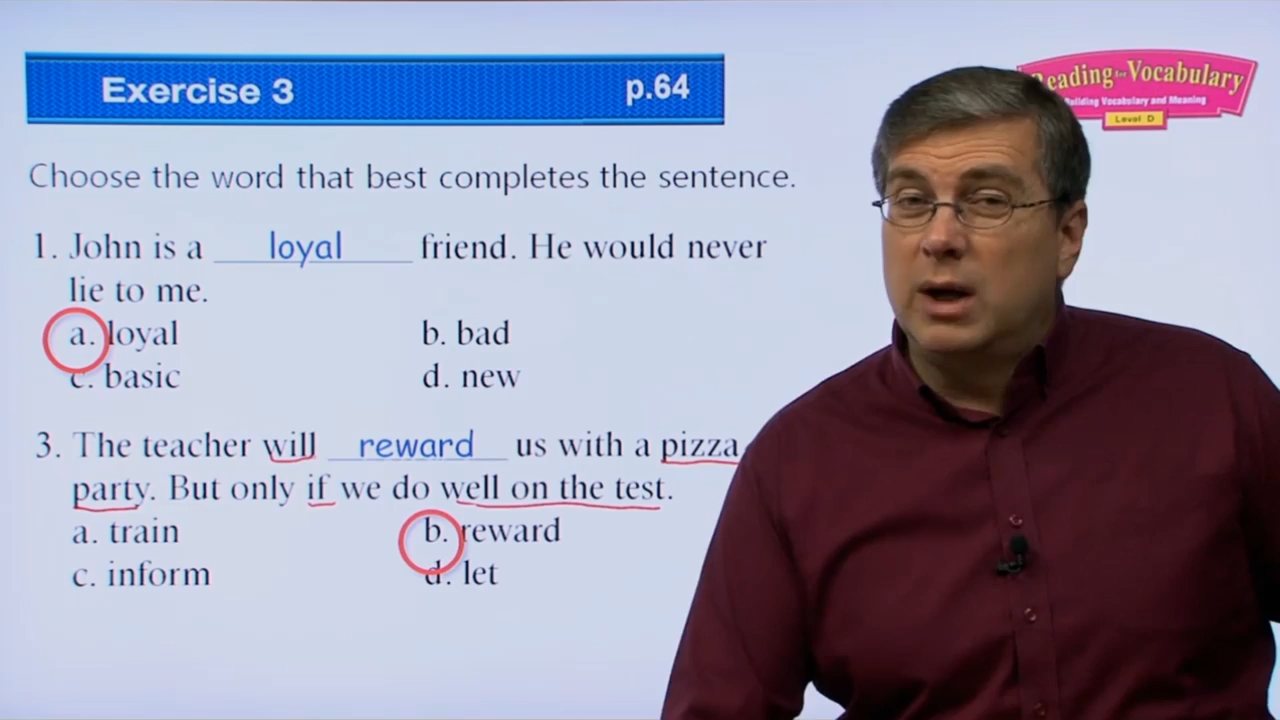 Exercise 3 p.64
Reading for Vocabulary
Building Vocabulary and Meaning
Level D
Choose the word that best completes the sentence.
1. John is a loyal friend. He would never
lie to me.
a. loyal b. bad
c. basic d. new
3. The teacher will reward us with a pizza
party. But only if we do well on the test.
a. train b. reward
c. inform d. let